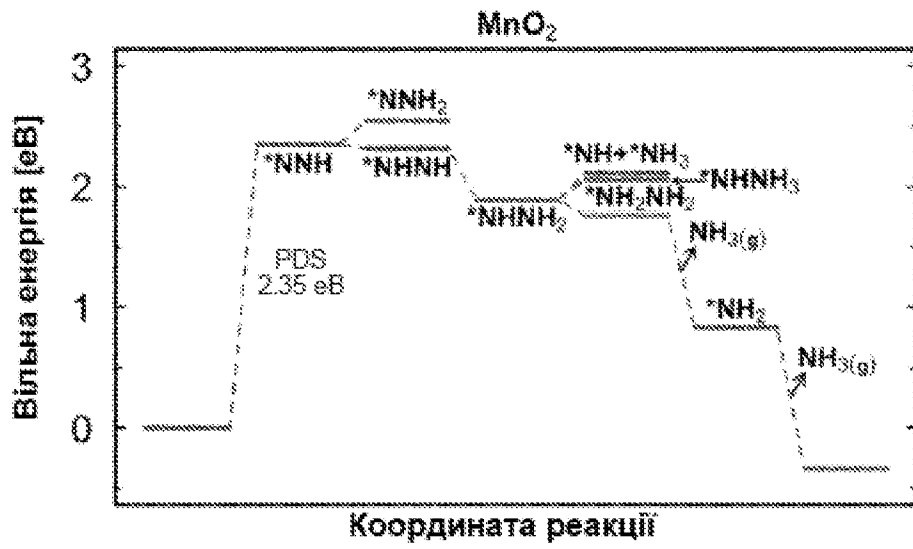 MnO₂
Вільна енергія [еВ]
3
2
1
0
*NNH
*NNH₂
*NHNH
*NHNH₂
*NH+*NH₃
*NHNH₃
*NH₂NH₂
PDS
2.35 еВ
NH₃(g)
*NH₂
NH₃(g)
Координата реакції